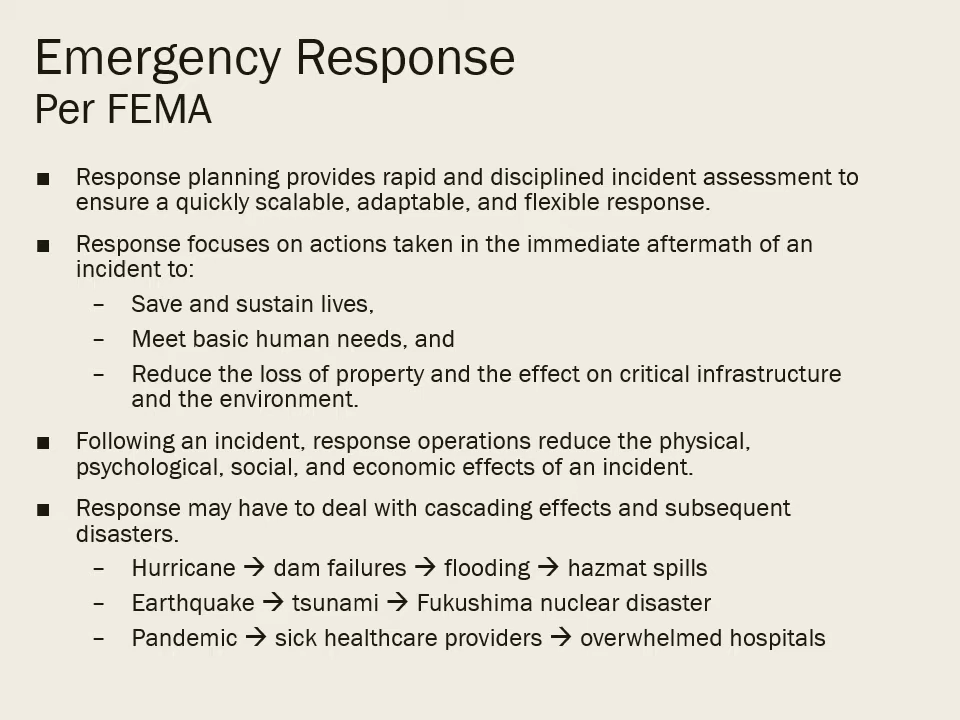 Emergency Response
Per FEMA
■ Response planning provides rapid and disciplined incident assessment to
ensure a quickly scalable, adaptable, and flexible response.
■ Response focuses on actions taken in the immediate aftermath of an
incident to:
– Save and sustain lives,
– Meet basic human needs, and
– Reduce the loss of property and the effect on critical infrastructure
and the environment.
■ Following an incident, response operations reduce the physical,
psychological, social, and economic effects of an incident.
■ Response may have to deal with cascading effects and subsequent
disasters.
– Hurricane → dam failures → flooding → hazmat spills
– Earthquake → tsunami → Fukushima nuclear disaster
– Pandemic → sick healthcare providers → overwhelmed hospitals